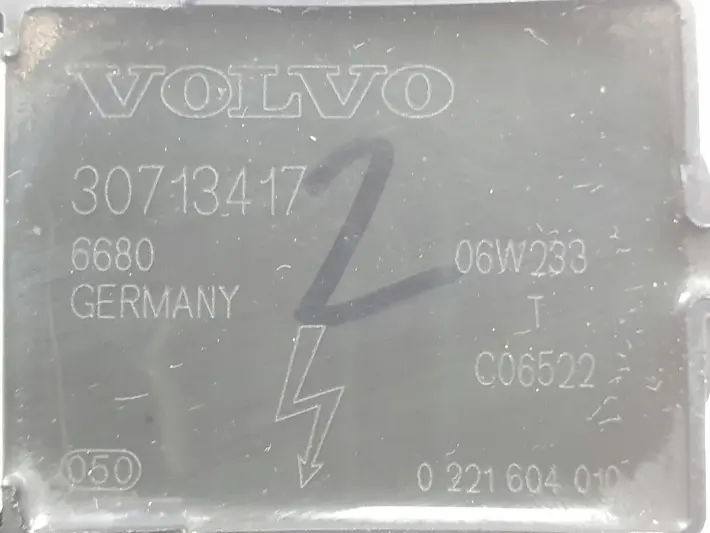 VOLVO
30713417
2
6680 06W233
GERMANY T
C06522
050 0 221 604 010